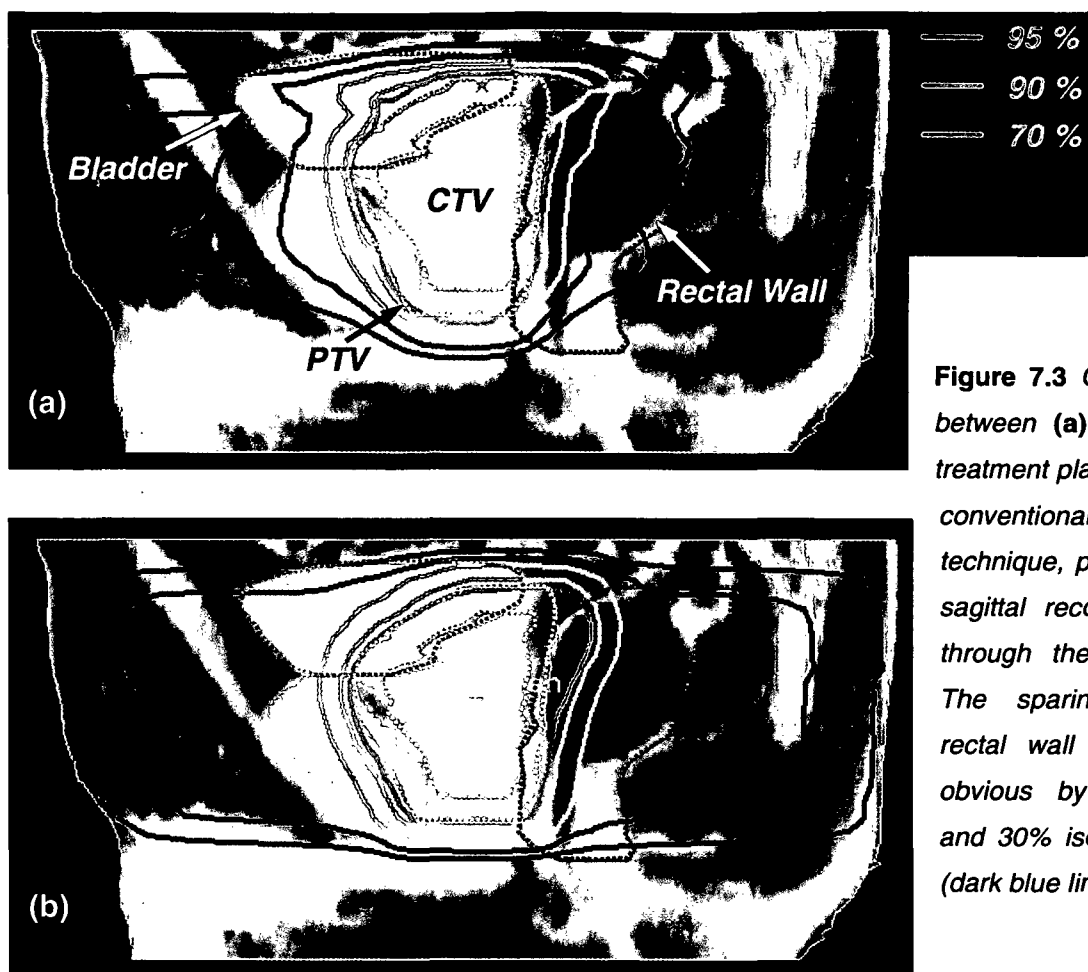 95 %
90 %
70 %
Bladder
CTV
Rectal Wall
PTV
(a)
Figure 7.3
between (a)
treatment pla
conventional
technique, p
sagittal reco
through the
The sparin
rectal wall
obvious by
and 30% iso
(dark blue lin
(b)